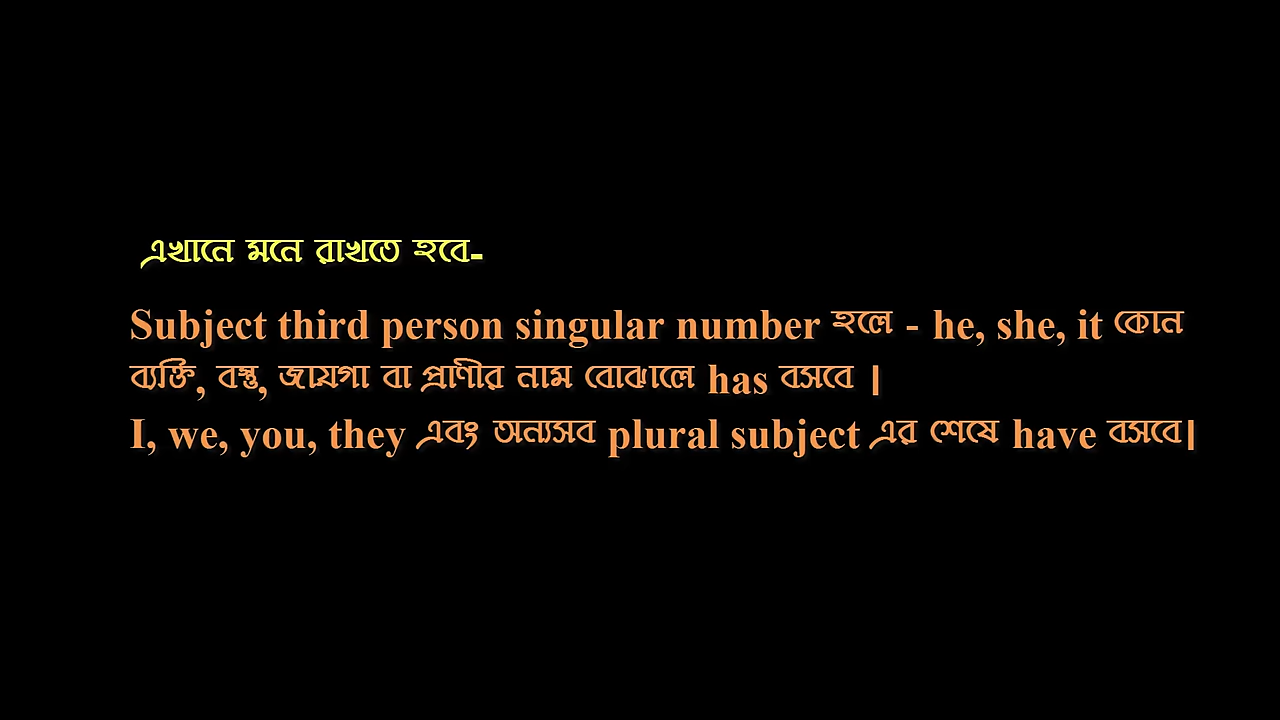 এখানে মনে রাখতে হবে-
Subject third person singular number হলে - he, she, it কোন
ব্যক্তি, বস্তু, জায়গা বা প্রাণীর নাম বোঝালে has বসবে ।
I, we, you, they এবং অন্যসব plural subject এর শেষে have বসবে।